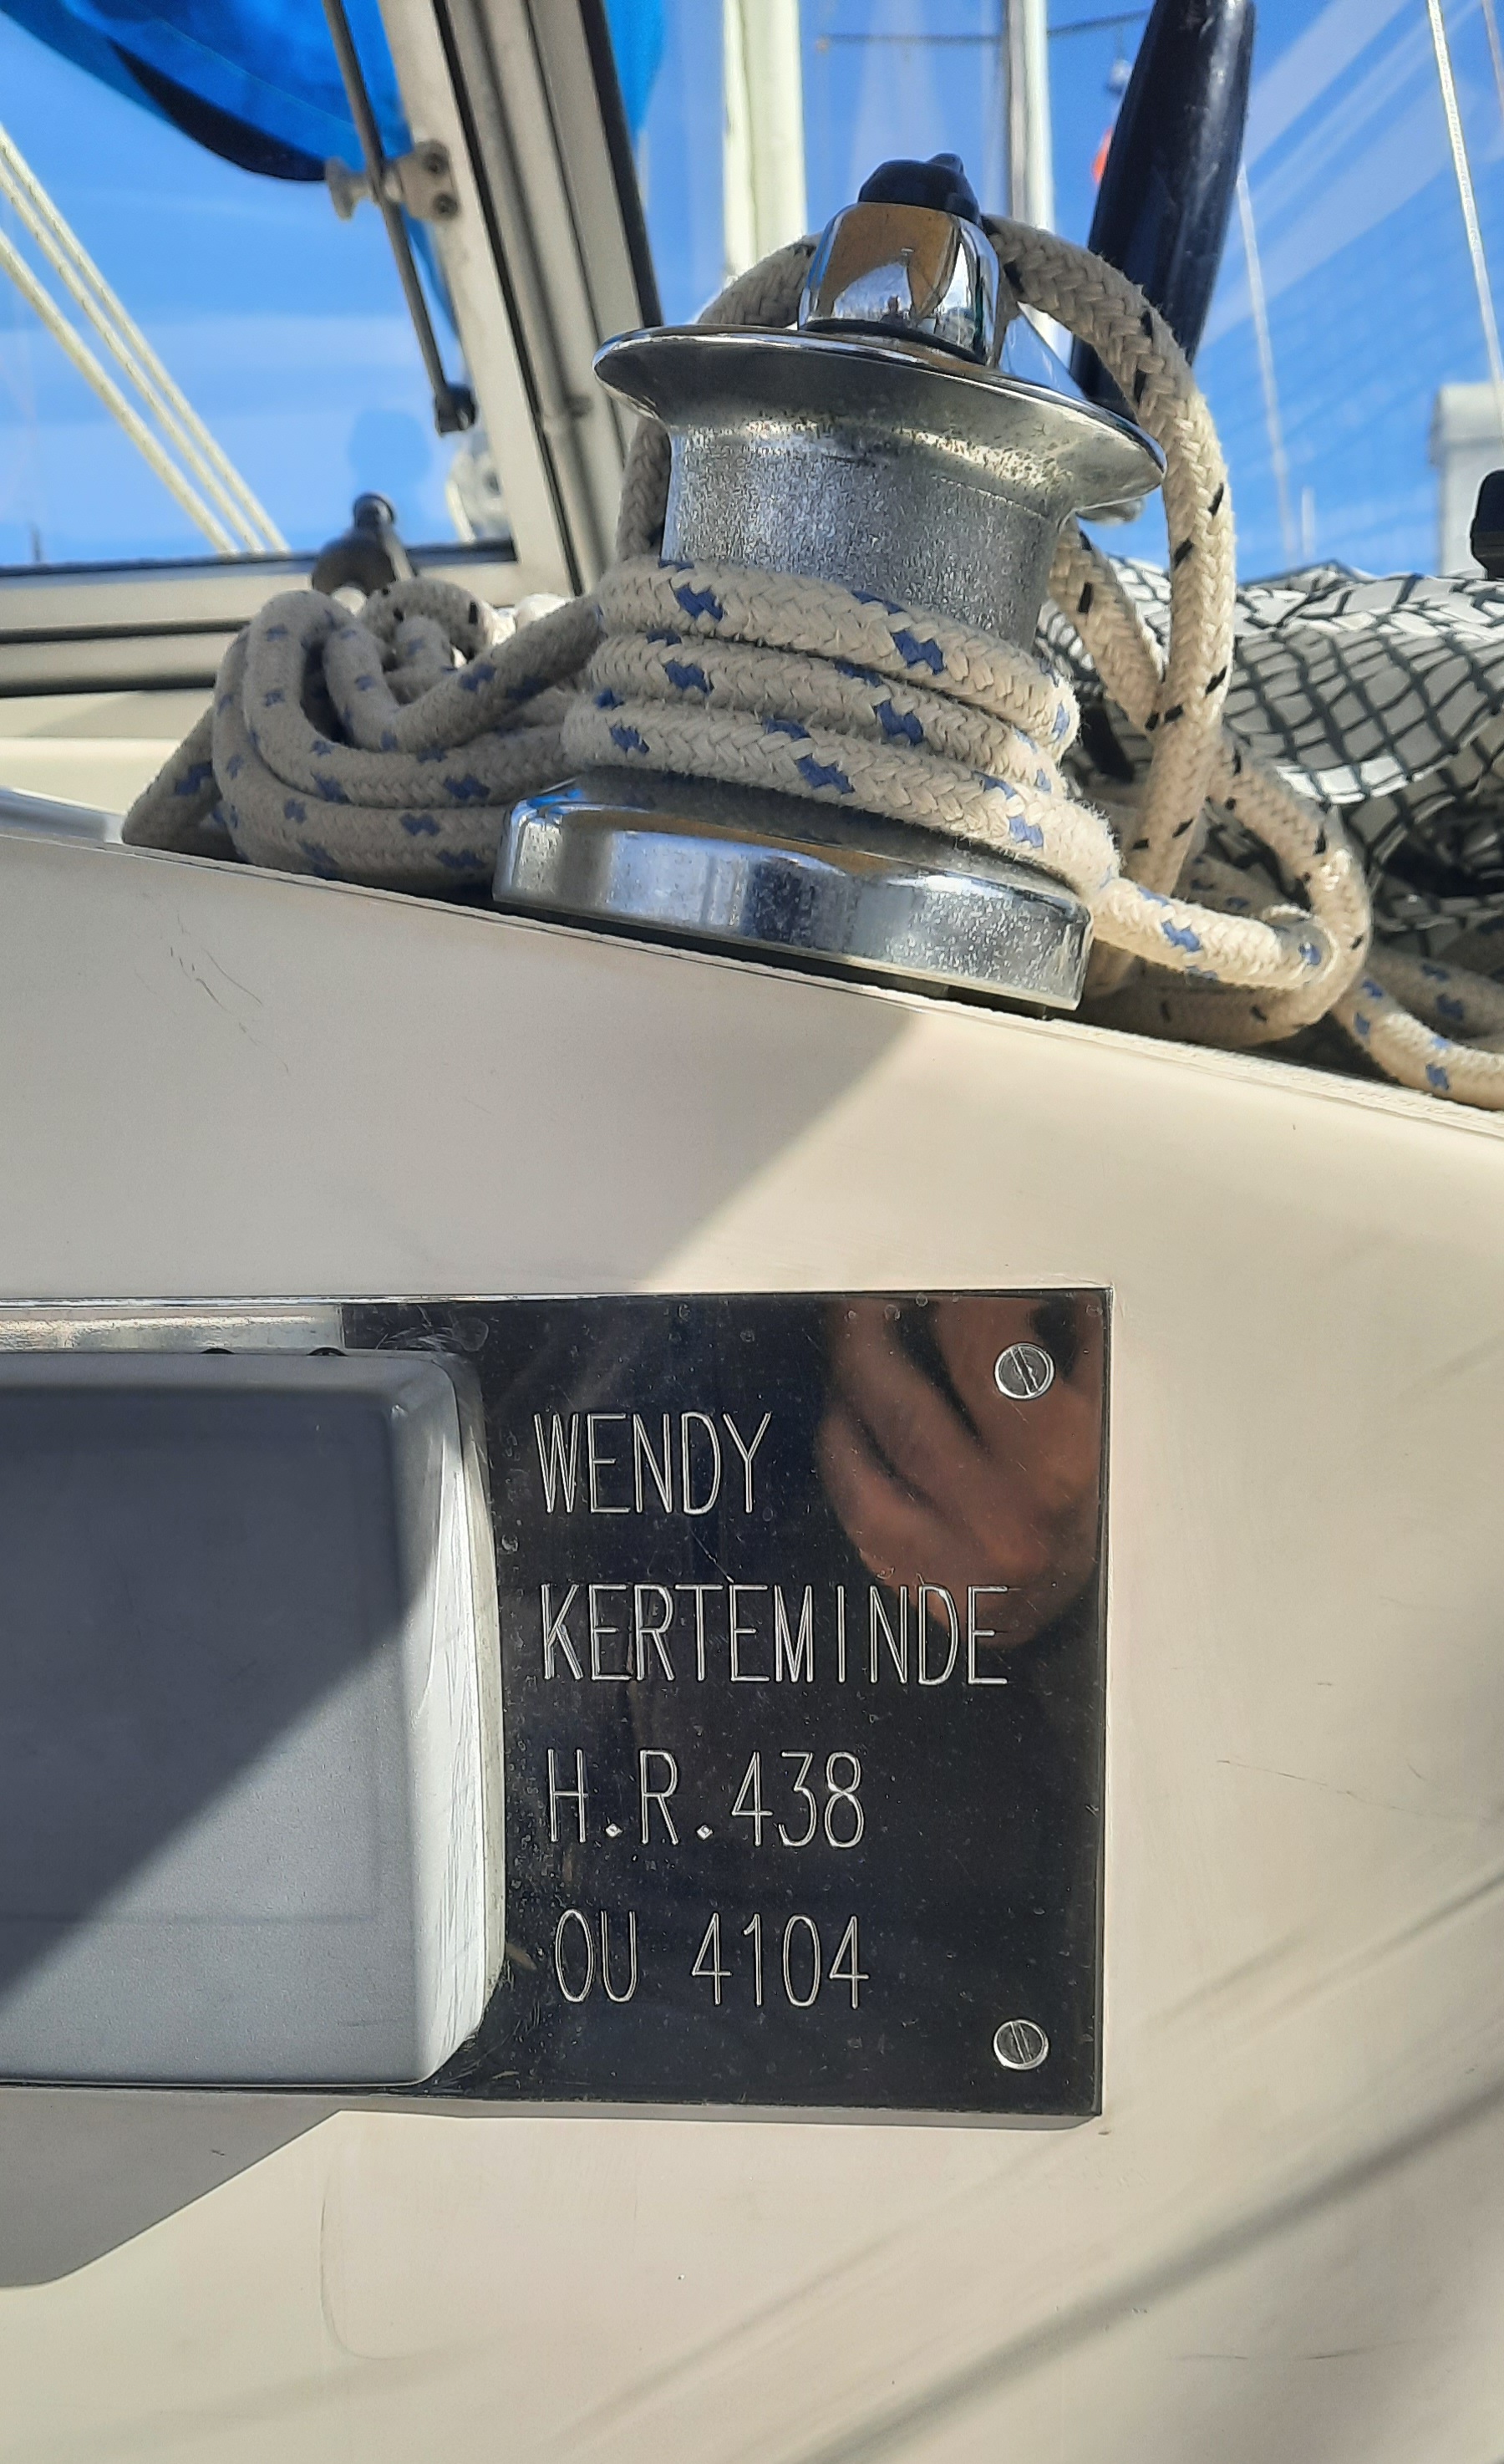 WENDY
KERTEMINDE
H.R.438
OU 4104